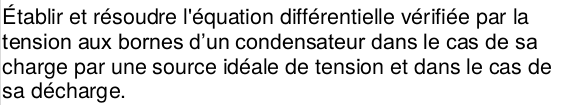 Établir et résoudre l'équation différentielle vérifiée par la
tension aux bornes d’un condensateur dans le cas de sa
charge par une source idéale de tension et dans le cas de
sa décharge.